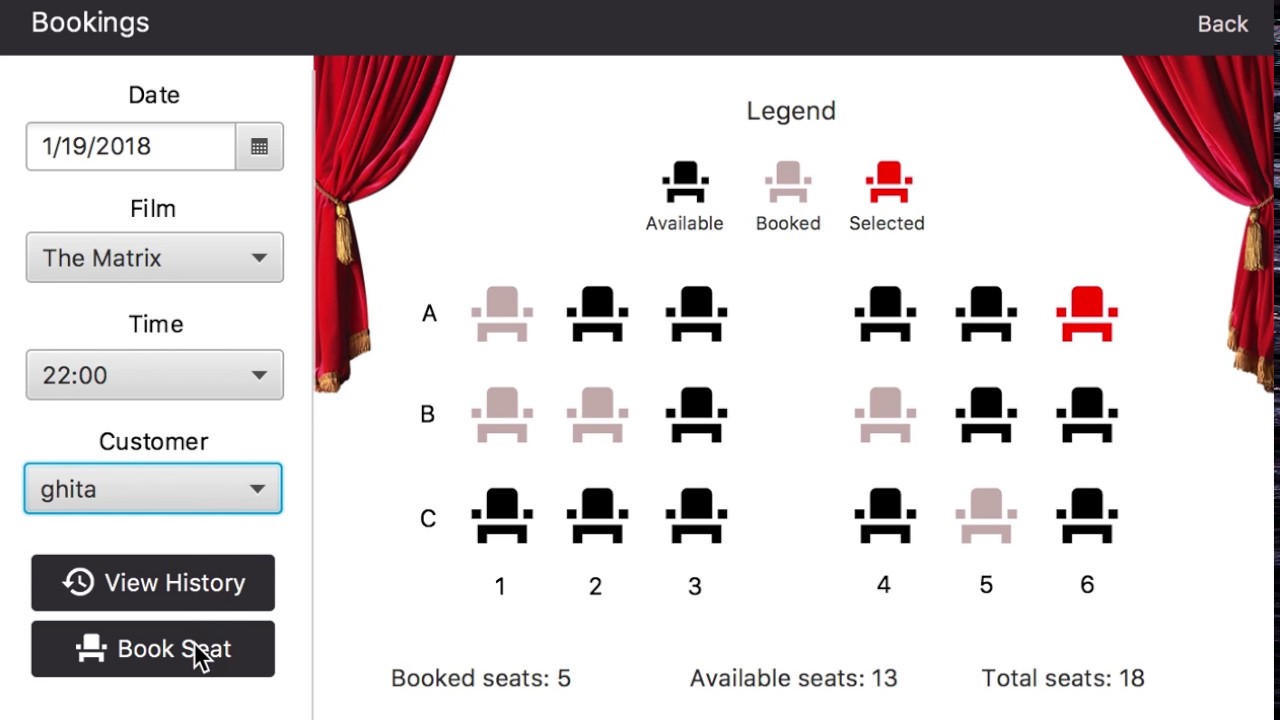 Bookings
Back
Date
1/19/2018
Film
The Matrix
Time
22:00
Customer
ghita
View History
Book Seat
Legend
Available Booked Selected
A
B
C
1 2 3 4 5 6
Booked seats: 5 Available seats: 13 Total seats: 18